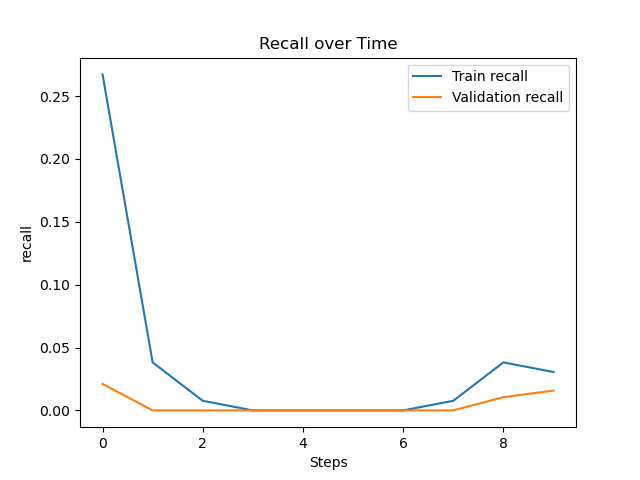 Recall over Time
Train recall
Validation recall
recall
0.25
0.20
0.15
0.10
0.05
0.00
0 2 4 6 8
Steps